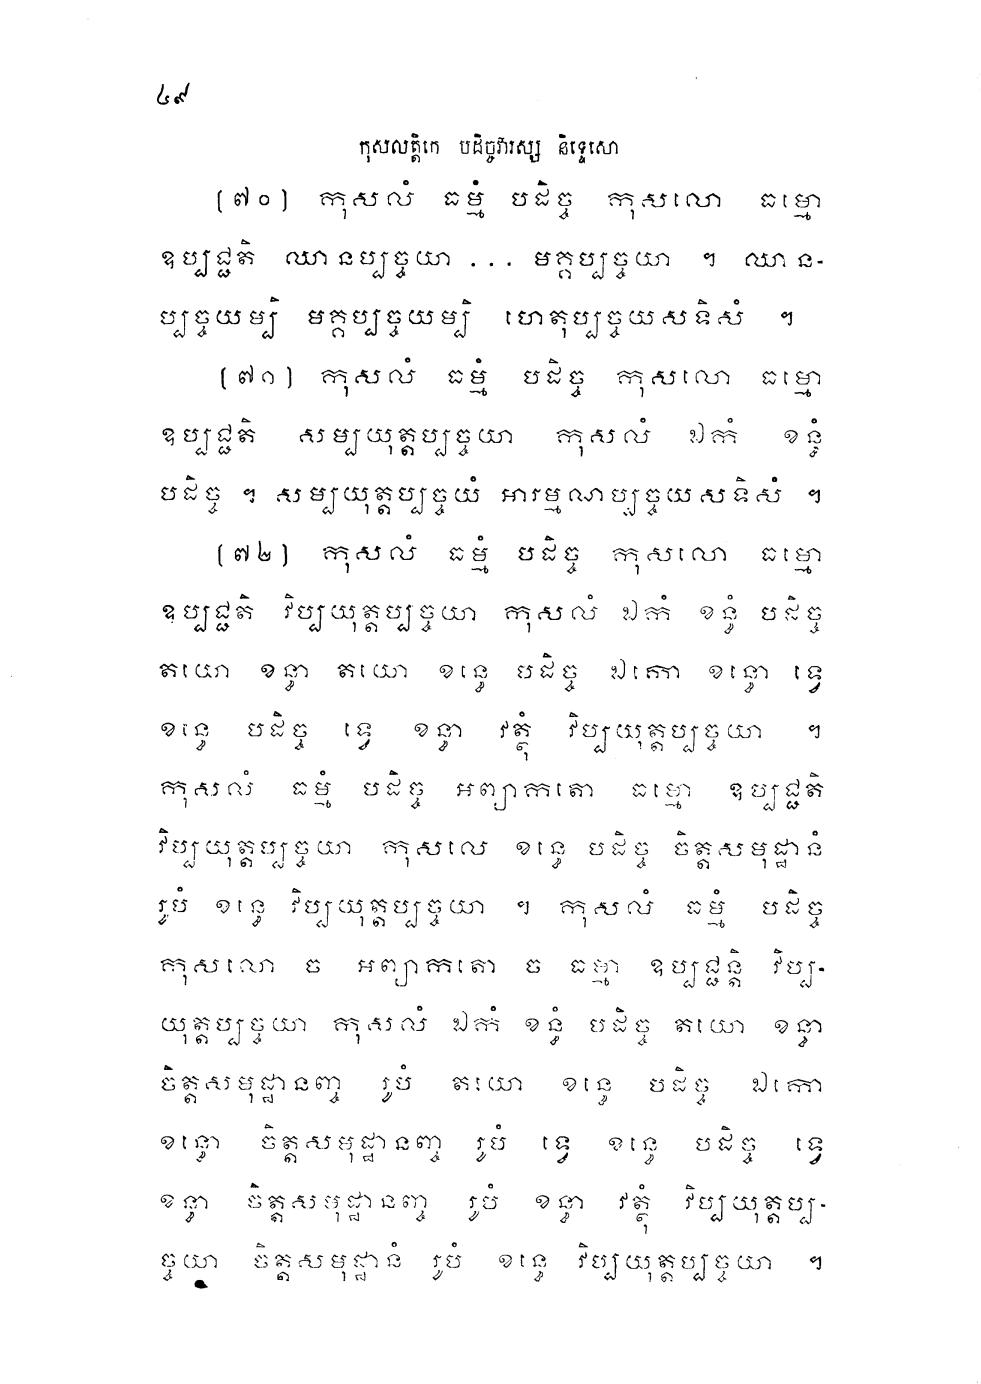 ៤៩
កុសលត្តិកេ បដិច្ចវារស្ស និទ្ទេសោ
(៧០) កុសលំ ធម្មំ បដិច្ច កុសលោ ធម្មោ
ឧប្បជ្ជតិ ឈានប្បច្ចយា ... មគ្គប្បច្ចយា ។ ឈាន-
ប្បច្ចយម្បិ មគ្គប្បច្ចយម្បិ ហេតុប្បច្ចយសទិសំ ។
(៧១) កុសលំ ធម្មំ បដិច្ច កុសលោ ធម្មោ
ឧប្បជ្ជតិ សម្បយុត្តប្បច្ចយា កុសលំ ឯកំ ខន្ធំ
បដិច្ច ។ សម្បយុត្តប្បច្ចយំ អារម្មណប្បច្ចយសទិសំ ។
(៧២) កុសលំ ធម្មំ បដិច្ច កុសលោ ធម្មោ
ឧប្បជ្ជតិ វិប្បយុត្តប្បច្ចយា កុសលំ ឯកំ ខន្ធំ បដិច្ច
តយោ ខន្ធា តយោ ខន្ធេ បដិច្ច ឯកោ ខន្ធោ ទ្វេ
ខន្ធេ បដិច្ច ទ្វេ ខន្ធា វត្ថុំ វិប្បយុត្តប្បច្ចយា ។
កុសលំ ធម្មំ បដិច្ច អព្យាកតោ ធម្មោ ឧប្បជ្ជតិ
វិប្បយុត្តប្បច្ចយា កុសលេ ខន្ធេ បដិច្ច ចិត្តសមុដ្ឋានំ
រូបំ ខន្ធេ វិប្បយុត្តប្បច្ចយា ។ កុសលំ ធម្មំ បដិច្ច
កុសលោ ច អព្យាកតោ ច ធម្មា ឧប្បជ្ជន្តិ វិប្ប-
យុត្តប្បច្ចយា កុសលំ ឯកំ ខន្ធំ បដិច្ច តយោ ខន្ធា
ចិត្តសមុដ្ឋានញ្ច រូបំ តយោ ខន្ធេ បដិច្ច ឯកោ
ខន្ធោ ចិត្តសមុដ្ឋានញ្ច រូបំ ទ្វេ ខន្ធេ បដិច្ច ទ្វេ
ខន្ធា ចិត្តសមុដ្ឋានញ្ច រូបំ ខន្ធា វត្ថុំ វិប្បយុត្តប្ប-
ច្ចយា ចិត្តសមុដ្ឋានំ រូបំ ខន្ធេ វិប្បយុត្តប្បច្ចយា ។